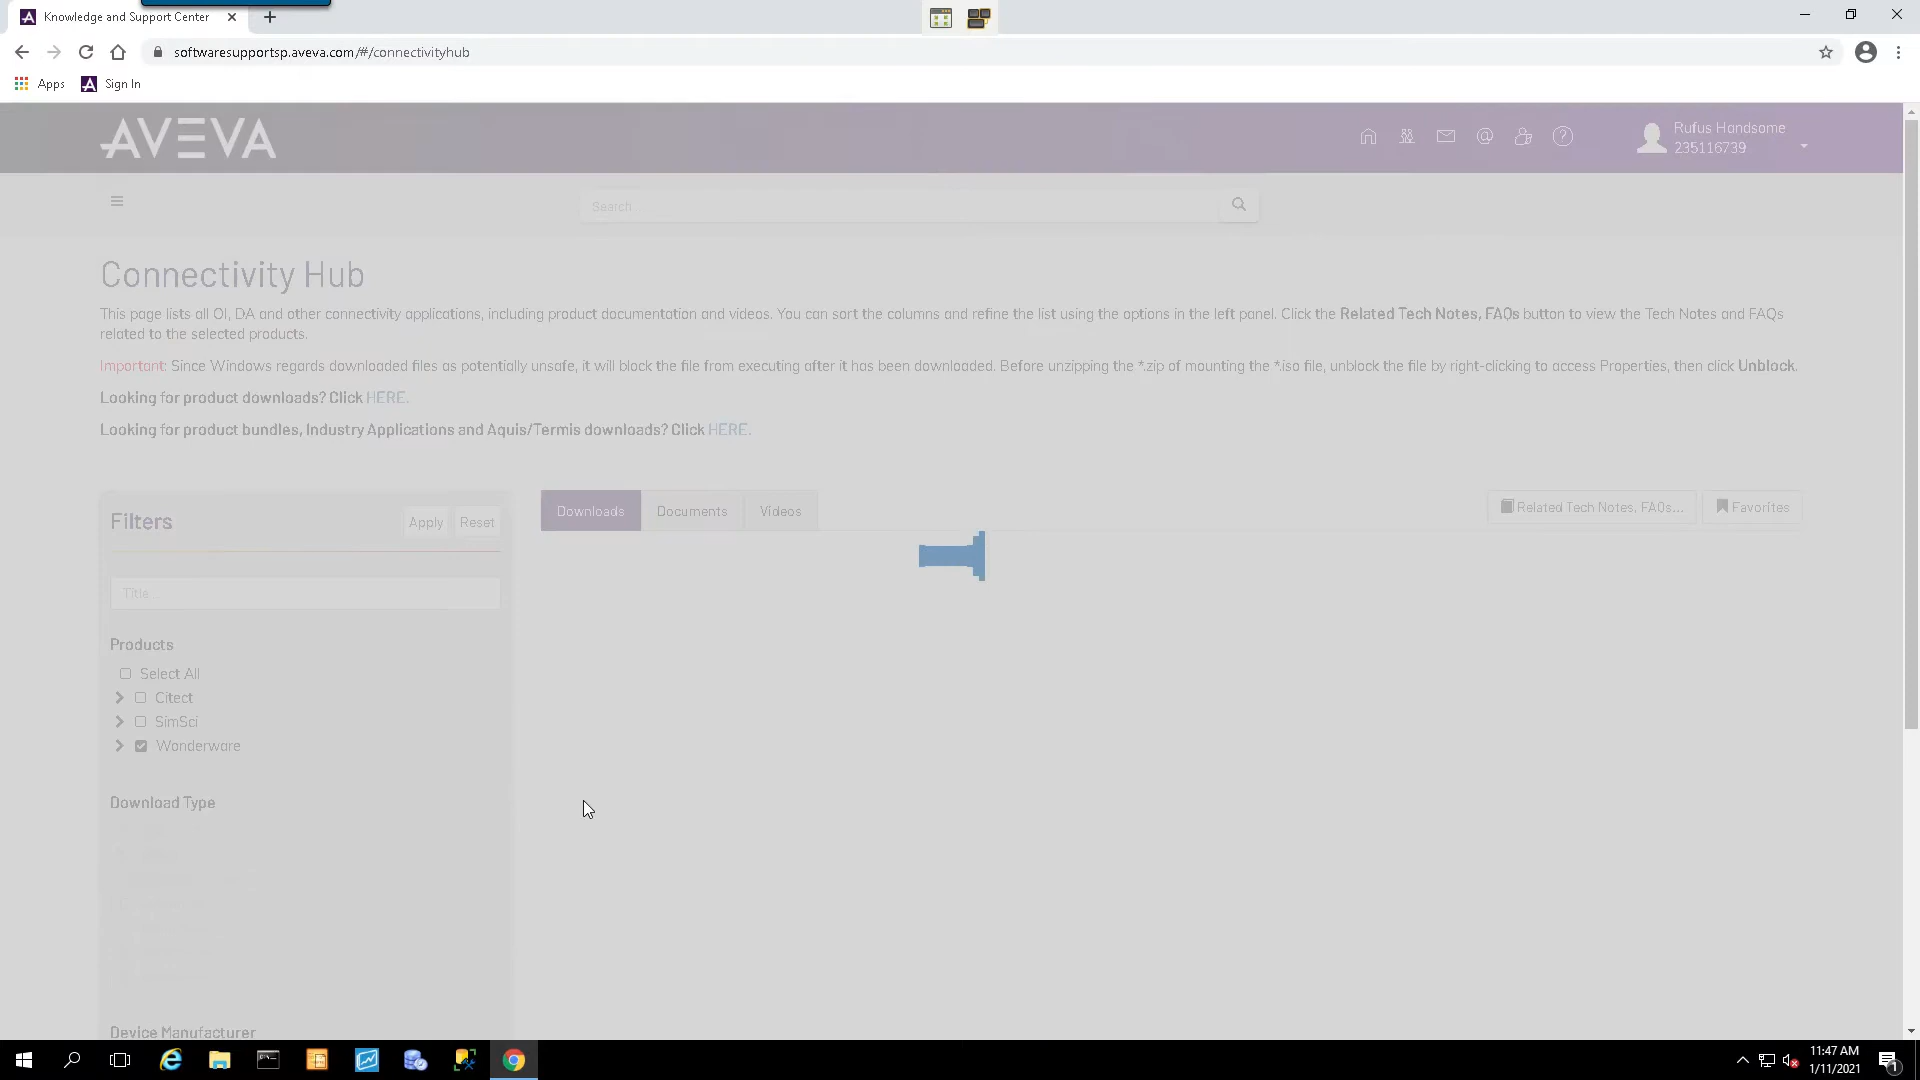 Knowledge and Support Center
softwaresupportsp.aveva.com/#/connectivityhub
Apps
Sign In
AVEVA
Rufus Handsome
235116739
Search
Connectivity Hub
This page lists all OI, DA and other connectivity applications, including product documentation and videos. You can sort the columns and refine the list using the options in the left panel. Click the Related Tech Notes, FAQs button to view the Tech Notes and FAQs
related to the selected products.
Important: Since Windows regards downloaded files as potentially unsafe, it will block the file from executing after it has been downloaded. Before unzipping the *.zip of mounting the *.iso file, unblock the file by right-clicking to access Properties, then click Unblock.
Looking for product downloads? Click HERE.
Looking for product bundles, Industry Applications and Aquis/Termis downloads? Click HERE.
Filters
Apply
Reset
Downloads
Documents
Videos
Related Tech Notes, FAQs...
Favorites
Title...
Products
Select All
Citect
SimSci
Wonderware
Download Type
Device Manufacturer
11:47 AM
1/11/2021
1